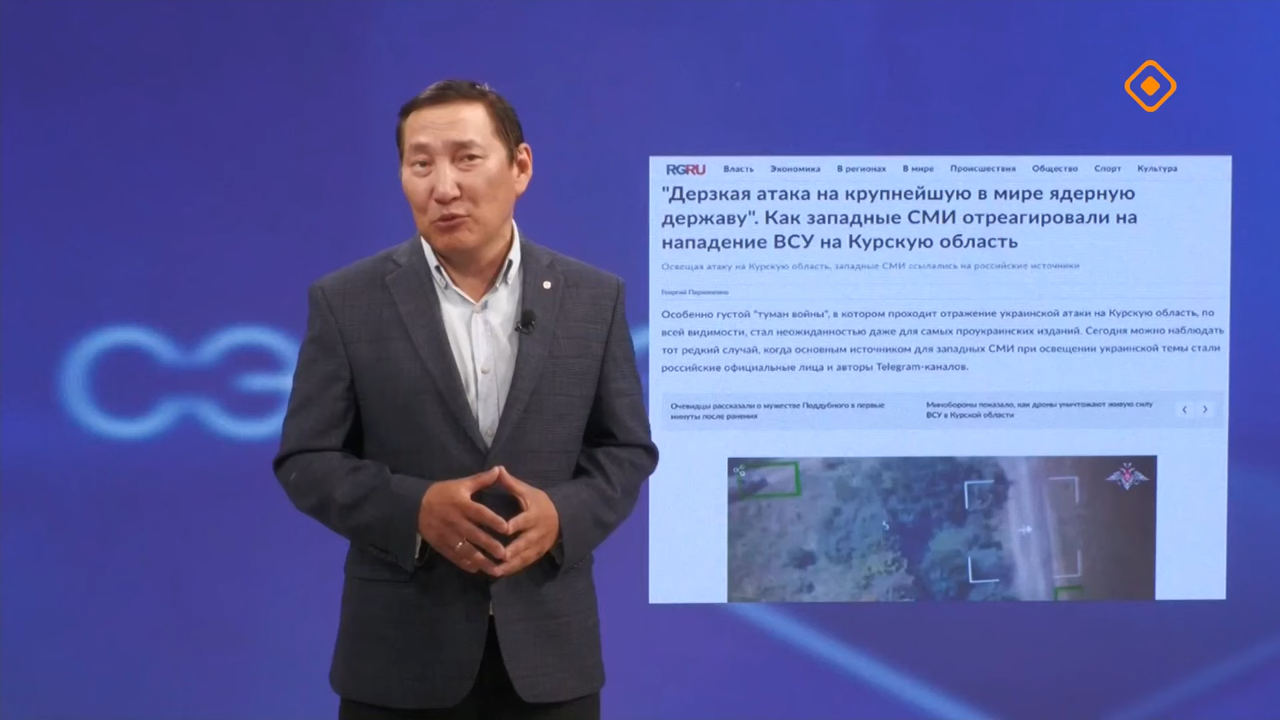 СЭ
RGRU Власть Экономика В регионах В мире Происшествия Общество Спорт Культура
"Дерзкая атака на крупнейшую в мире ядерную
державу". Как западные СМИ отреагировали на
нападение ВСУ на Курскую область
Освещая атаку на Курскую область, западные СМИ ссылались на российские источники
Георгий
Особенно густой "туман войны", в котором проходит отражение украинской атаки на Курскую область, по
всей видимости, стал неожиданностью даже для самых проукраинских изданий. Сегодня можно наблюдать
тот редкий случай, когда основным источником для западных СМИ при освещении украинской темы стали
российские официальные лица и авторы Telegram-каналов.
Очевидцы рассказали о мужестве Поддубного в первые
минуты после ранения
Минобороны показало, как дроны уничтожают живую силу
ВСУ в Курской области